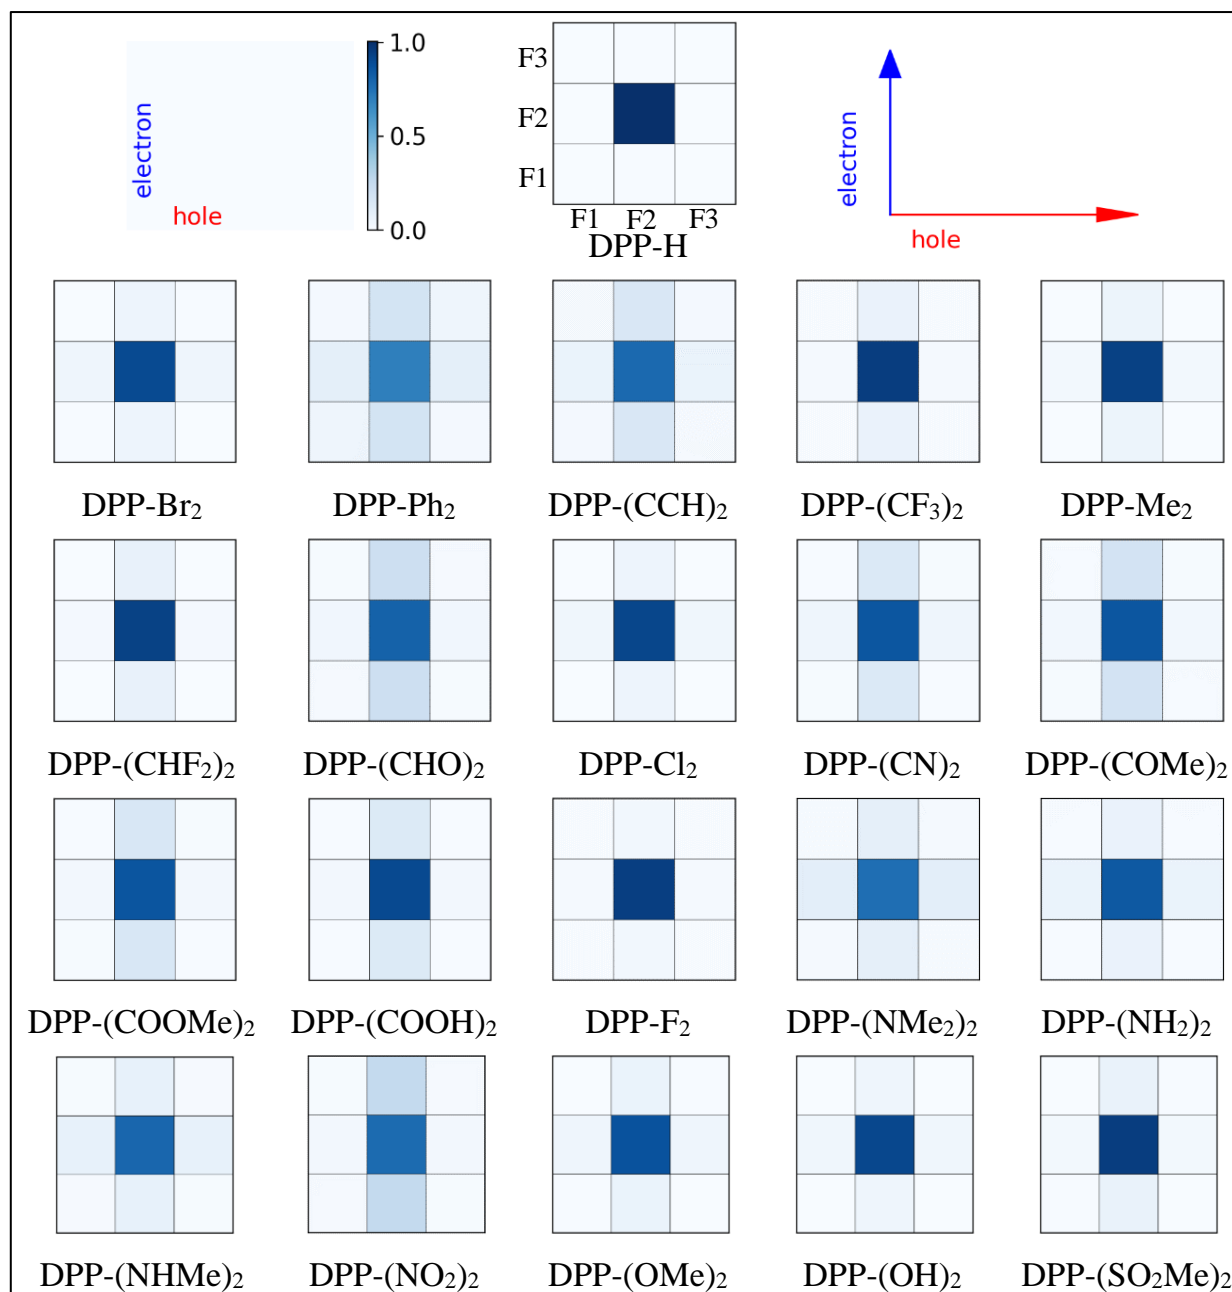 1.0
0.5
0.0
electron
hole
F3
F2
F1
F1 F2 F3
DPP-H
electron
hole
DPP-Br₂ DPP-Ph₂ DPP-(CCH)₂ DPP-(CF₃)₂ DPP-Me₂
DPP-(CHF₂)₂ DPP-(CHO)₂ DPP-Cl₂ DPP-(CN)₂ DPP-(COMe)₂
DPP-(COOMe)₂ DPP-(COOH)₂ DPP-F₂ DPP-(NMe₂)₂ DPP-(NH₂)₂
DPP-(NHMe)₂ DPP-(NO₂)₂ DPP-(OMe)₂ DPP-(OH)₂ DPP-(SO₂Me)₂